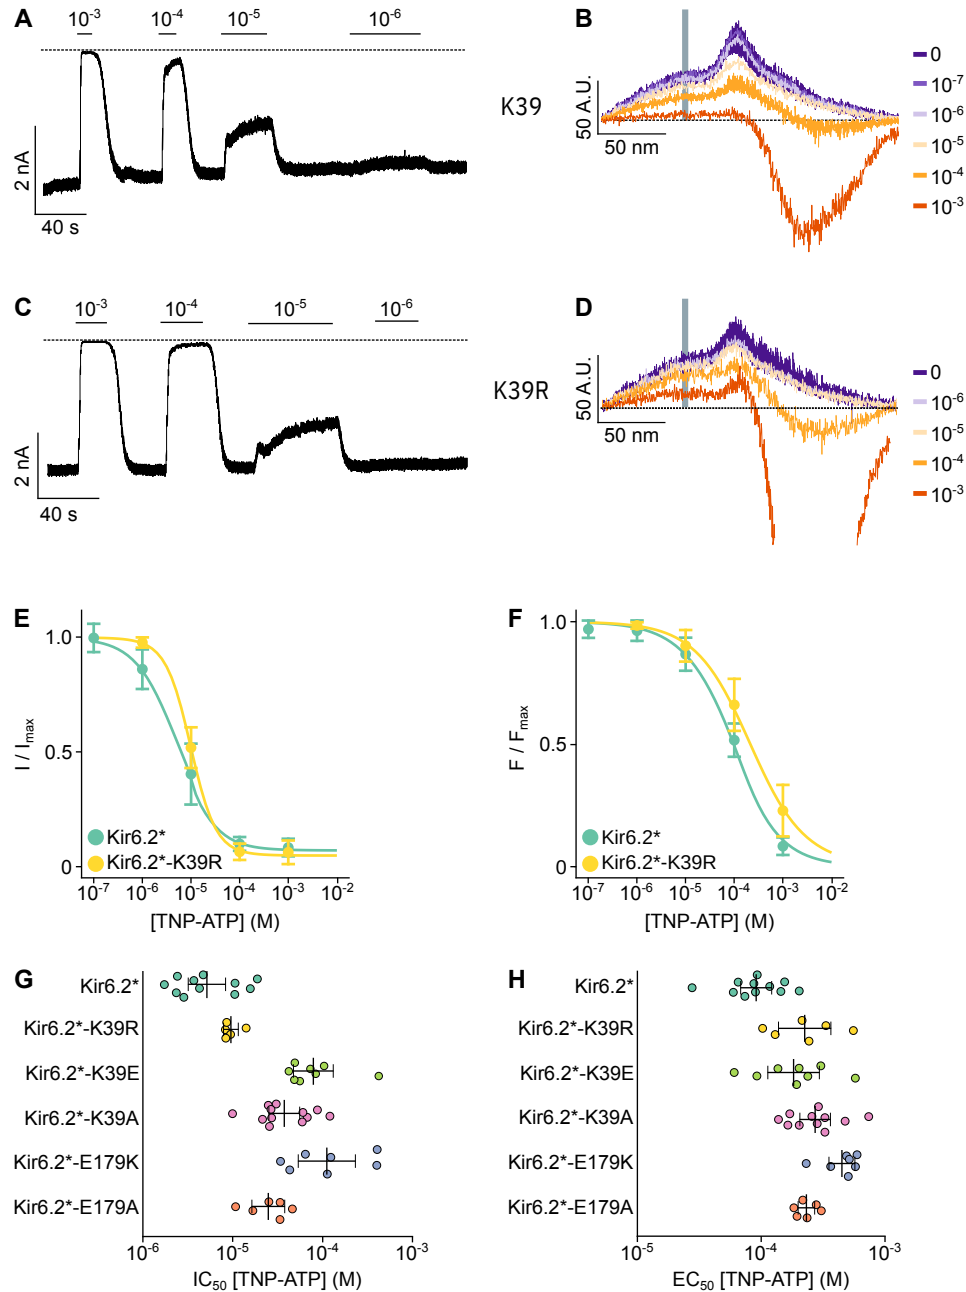 A
10⁻³ 10⁻⁴ 10⁻⁵ 10⁻⁶
2 nA
40 s
K39
B
50 A.U.
50 nm
0
10⁻⁷
10⁻⁶
10⁻⁵
10⁻⁴
10⁻³
C
10⁻³ 10⁻⁴ 10⁻⁵ 10⁻⁶
2 nA
40 s
K39R
D
50 A.U.
50 nm
0
10⁻⁶
10⁻⁵
10⁻⁴
10⁻³
E
I / Iₘₐₓ
1.0
0.5
0
Kir6.2*
Kir6.2*-K39R
10⁻⁷ 10⁻⁶ 10⁻⁵ 10⁻⁴ 10⁻³ 10⁻²
[TNP-ATP] (M)
F
F / Fₘₐₓ
1.0
0.5
0
Kir6.2*
Kir6.2*-K39R
10⁻⁷ 10⁻⁶ 10⁻⁵ 10⁻⁴ 10⁻³ 10⁻²
[TNP-ATP] (M)
G
Kir6.2*
Kir6.2*-K39R
Kir6.2*-K39E
Kir6.2*-K39A
Kir6.2*-E179K
Kir6.2*-E179A
10⁻⁶ 10⁻⁵ 10⁻⁴ 10⁻³
IC₅₀ [TNP-ATP] (M)
H
Kir6.2*
Kir6.2*-K39R
Kir6.2*-K39E
Kir6.2*-K39A
Kir6.2*-E179K
Kir6.2*-E179A
10⁻⁵ 10⁻⁴ 10⁻³
EC₅₀ [TNP-ATP] (M)